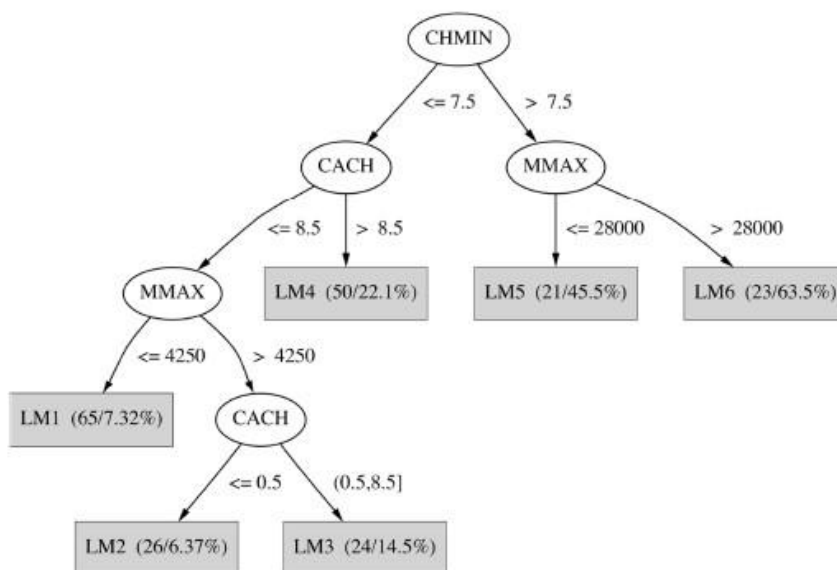 CHMIN
<= 7.5
> 7.5
CACH
MMAX
<= 8.5
> 8.5
<= 28000
> 28000
MMAX
LM4 (50/22.1%)
LM5 (21/45.5%)
LM6 (23/63.5%)
<= 4250
> 4250
LM1 (65/7.32%)
CACH
<= 0.5
(0.5,8.5]
LM2 (26/6.37%)
LM3 (24/14.5%)